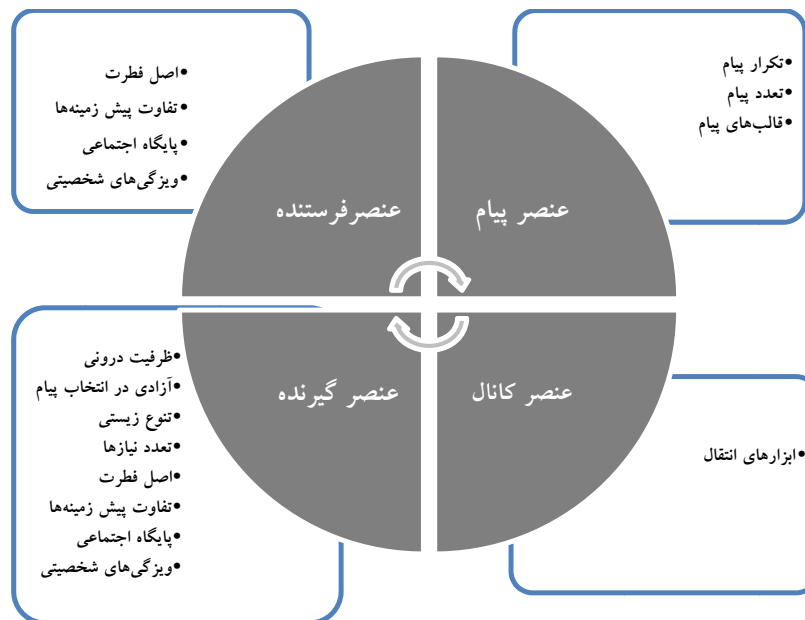 •تکرار پیام
•تعدد پیام
•قالب‌های پیام
عنصر پیام
•اصل فطرت
•تفاوت پیش زمینه‌ها
•پایگاه اجتماعی
•ویزگی‌های شخصیتی
عنصرفرستنده
عنصر کانال
•ابزارهای انتقال
عنصر گیرنده
•ظرفیت درونی
•آزادی در انتخاب پیام
•تنوع زیستی
•تعدد نیازها
•اصل فطرت
•تفاوت پیش زمینه‌ها
•پایگاه اجتماعی
•ویزگی‌های شخصیتی